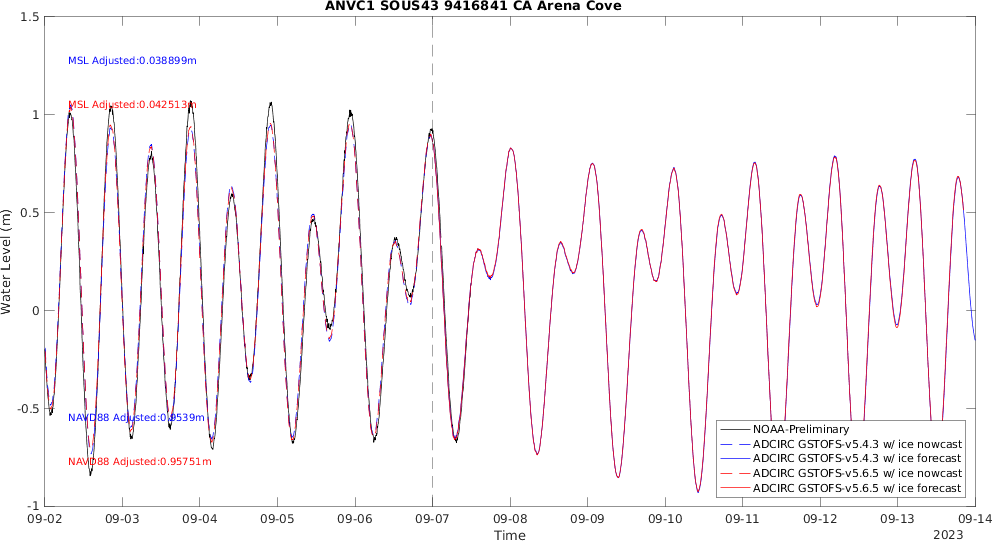 ANVC1 SOUS43 9416841 CA Arena Cove
1.5
MSL Adjusted:0.038899m
MSL Adjusted:0.042513m
1
0.5
Water Level (m)
0
-0.5
NAVD88 Adjusted:0.9539m
NAVD88 Adjusted:0.95751m
-1
NOAA-Preliminary
ADCIRC GSTOFS-v5.4.3 w/ ice nowcast
ADCIRC GSTOFS-v5.4.3 w/ ice forecast
ADCIRC GSTOFS-v5.6.5 w/ ice nowcast
ADCIRC GSTOFS-v5.6.5 w/ ice forecast
09-02 09-03 09-04 09-05 09-06 09-07 09-08 09-09 09-10 09-11 09-12 09-13 09-14
Time
2023